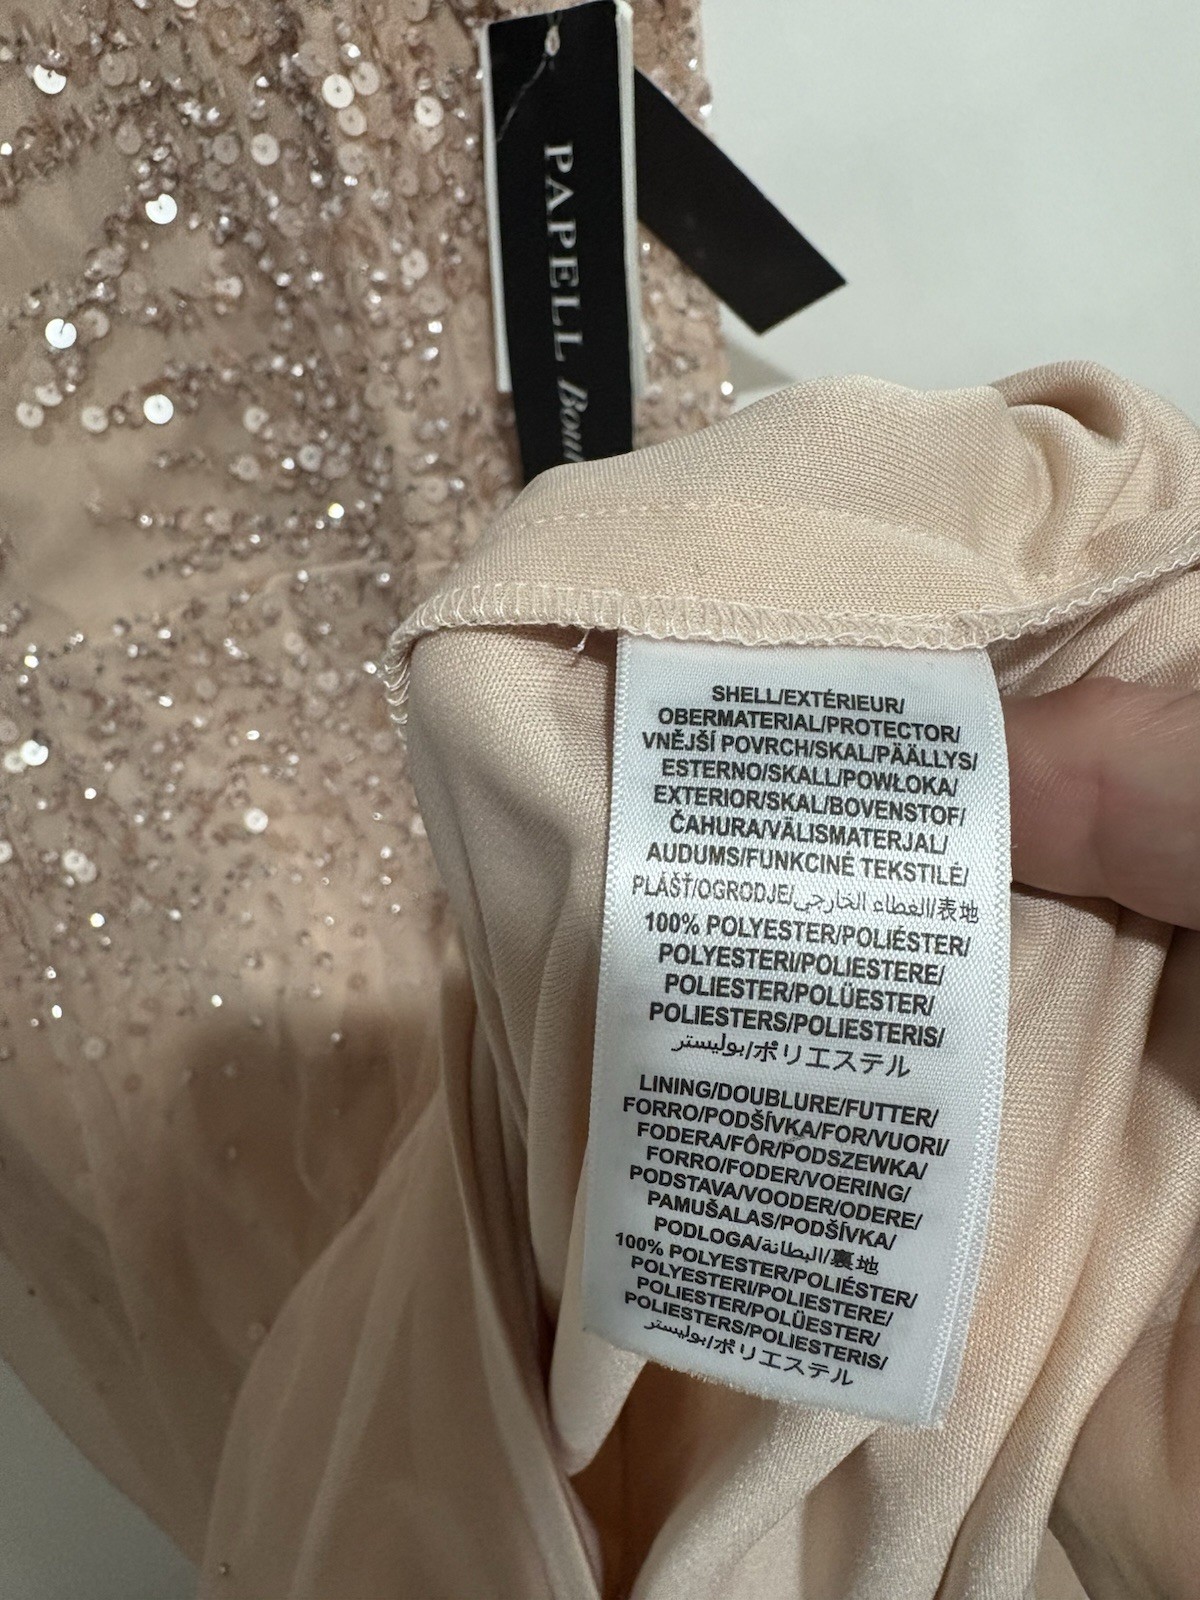 PAPELL
SHELL/EXTÉRIEUR/
OBERMATERIAL/PROTECTOR/
VNĚJŠÍ POVRCH/SKAL/PÄÄLLYS/
ESTERNO/SKALL/POWŁOKA/
EXTERIOR/SKAL/BOVENSTOF/
ČAHURA/VÄLISMATERJAL/
AUDUMS/FUNKCINĖ TEKSTILĖ/
PLÁŠŤ/OGRODJE/الغطاء الخارجي/表地
100% POLYESTER/POLIÉSTER/
POLYESTERI/POLIESTERE/
POLIESTER/POLÜESTER/
POLIESTERS/POLIESTERIS/
بوليستر/ポリエステル
LINING/DOUBLURE/FUTTER/
FORRO/PODŠÍVKA/FOR/VUORI/
FODERA/FÔR/PODSZEWKA/
FORRO/FODER/VOERING/
PODSTAVA/VOODER/ODERE/
PAMUŠALAS/PODŠÍVKA/
PODLOGA/البطانة/裏地
100% POLYESTER/POLIÉSTER/
POLYESTERI/POLIESTERE/
POLIESTER/POLÜESTER/
POLIESTERS/POLIESTERIS/
بوليستر/ポリエステル